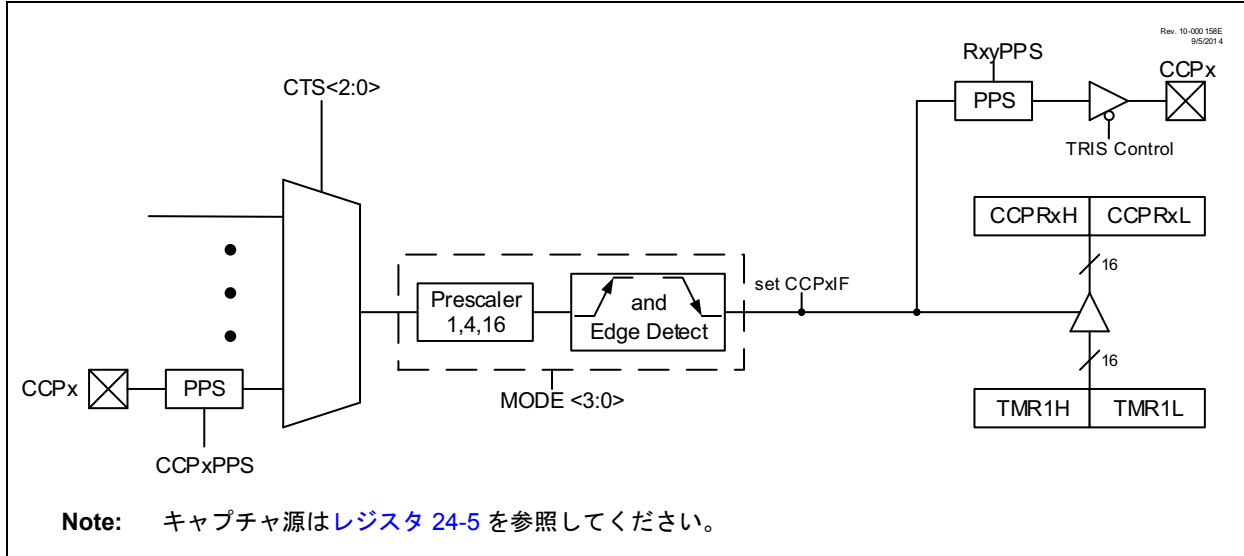 Rev. 10-000 158E
9/5/2014
RxyPPS
CCPx
CTS<2:0>
PPS
TRIS Control
CCPRxH CCPRxL
16
set CCPxIF
Prescaler
1,4,16
and
Edge Detect
16
CCPx
PPS
MODE <3:0>
TMR1H TMR1L
CCPxPPS
Note: キャプチャ源はレジスタ 24-5 を参照してください。